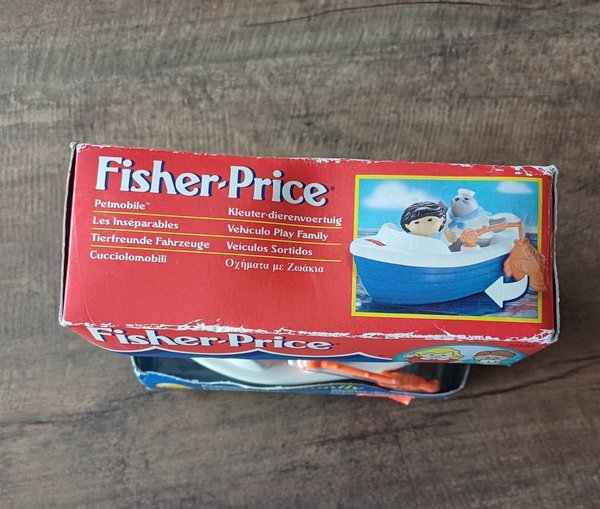 Fisher-Price®
Petmobile™ Kleuter-dierenvoertuig
Les Inséparables Vehículo Play Family
Tierfreunde Fahrzeuge Veículos Sortidos
Cucciolomobili Οχήματα με Ζωάκια
Fisher-Price®